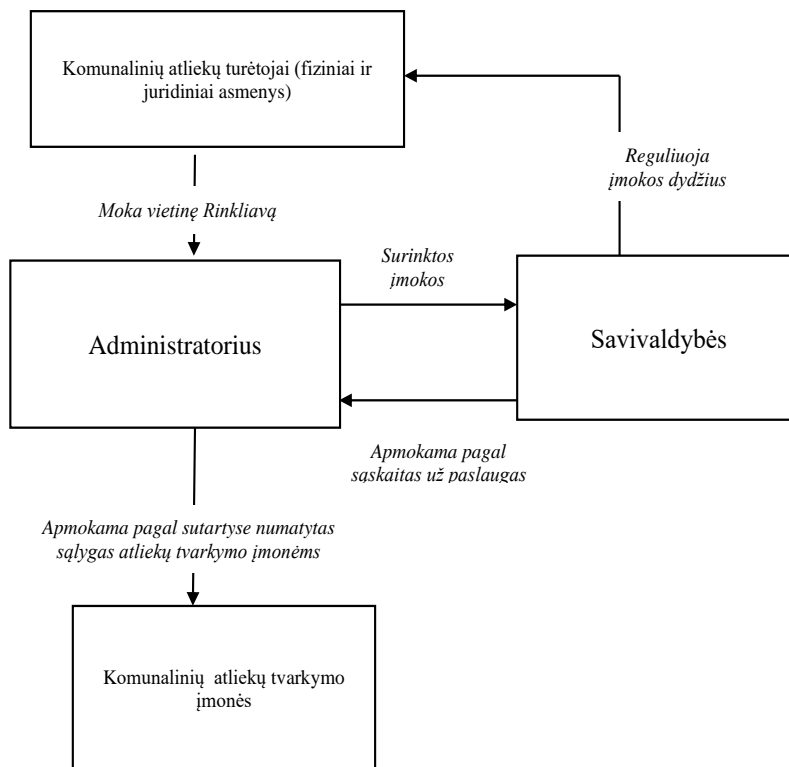 Komunalinių atliekų turėtojai (fiziniai ir
juridiniai asmenys)
Reguliuoja
įmokos dydžius
Moka vietinę Rinkliavą
Surinktos
įmokos
Administratorius
Savivaldybės
Apmokama pagal
sąskaitas už paslaugas
Apmokama pagal sutartyse numatytas
sąlygas atliekų tvarkymo įmonėms
Komunalinių atliekų tvarkymo
įmonės